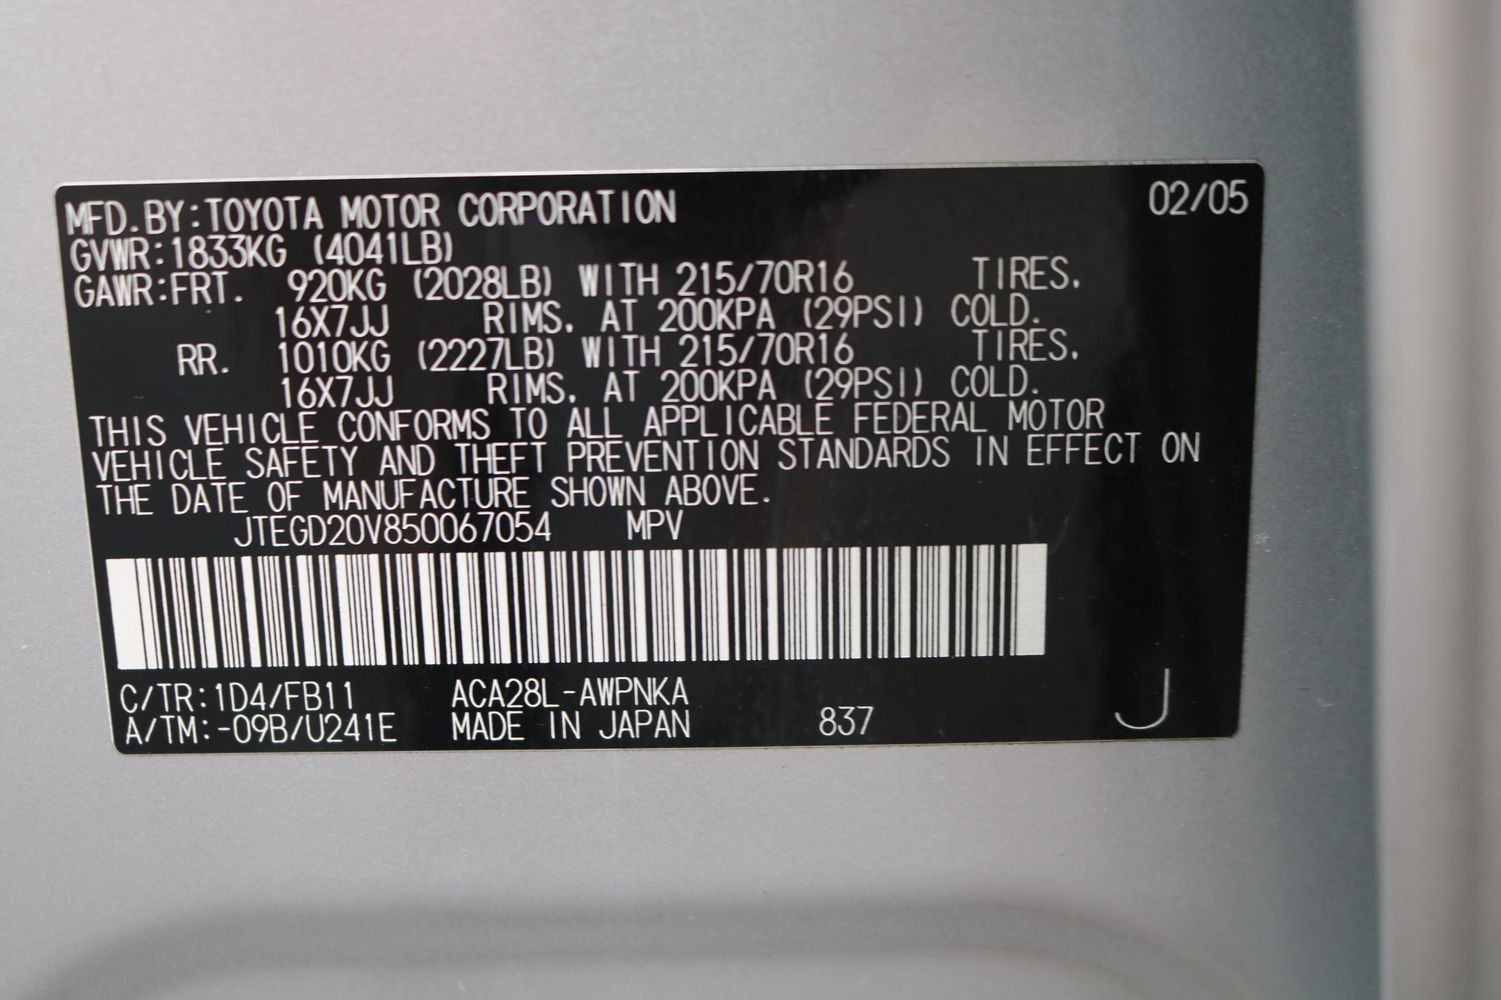 MFD.BY:TOYOTA MOTOR CORPORATION 02/05
GVWR:1833KG (4041LB)
GAWR:FRT. 920KG (2028LB) WITH 215/70R16 TIRES.
16X7JJ RIMS. AT 200KPA (29PSI) COLD.
RR. 1010KG (2227LB) WITH 215/70R16 TIRES.
16X7JJ RIMS. AT 200KPA (29PSI) COLD.
THIS VEHICLE CONFORMS TO ALL APPLICABLE FEDERAL MOTOR
VEHICLE SAFETY AND THEFT PREVENTION STANDARDS IN EFFECT ON
THE DATE OF MANUFACTURE SHOWN ABOVE.
JTEGD20V850067054 MPV
C/TR:1D4/FB11 ACA28L-AWPNKA
A/TM:-09B/U241E MADE IN JAPAN 837 J